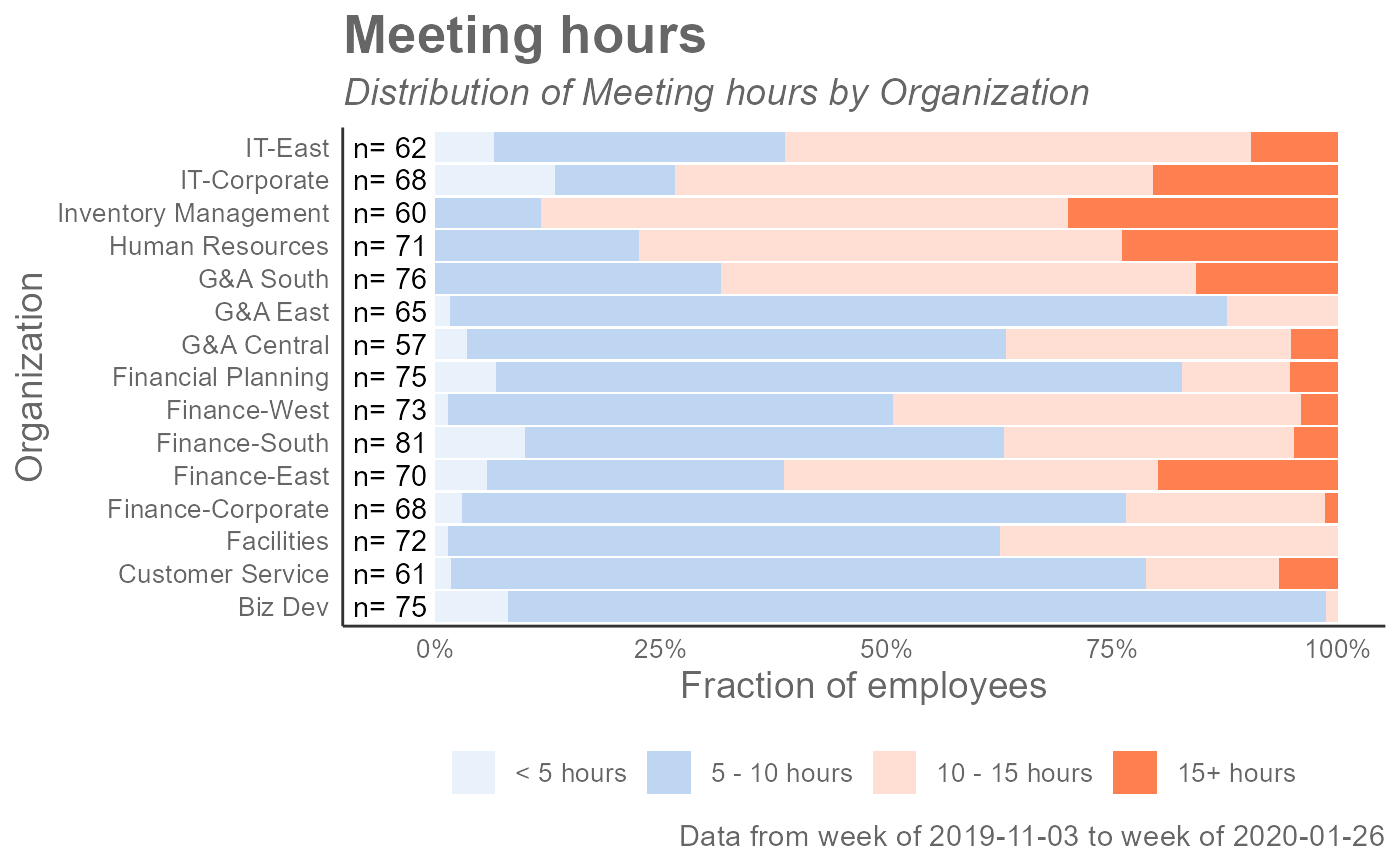 Meeting hours
Distribution of Meeting hours by Organization
Organization
IT-East n= 62
IT-Corporate n= 68
Inventory Management n= 60
Human Resources n= 71
G&A South n= 76
G&A East n= 65
G&A Central n= 57
Financial Planning n= 75
Finance-West n= 73
Finance-South n= 81
Finance-East n= 70
Finance-Corporate n= 68
Facilities n= 72
Customer Service n= 61
Biz Dev n= 75
0% 25% 50% 75% 100%
Fraction of employees
< 5 hours 5 - 10 hours 10 - 15 hours 15+ hours
Data from week of 2019-11-03 to week of 2020-01-26